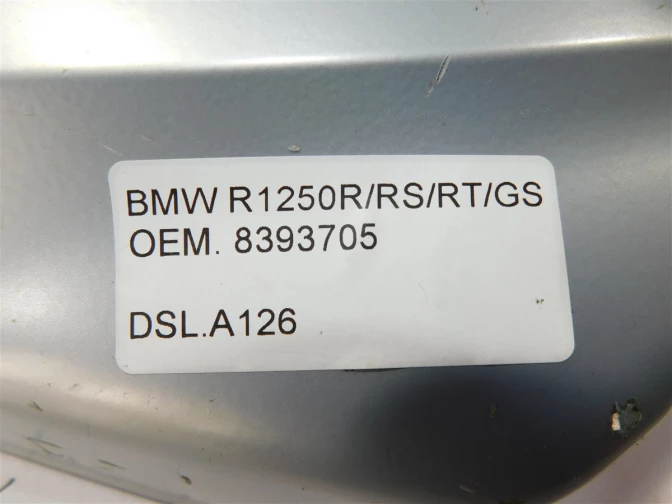 BMW R1250R/RS/RT/GS
OEM. 8393705
DSL.A126